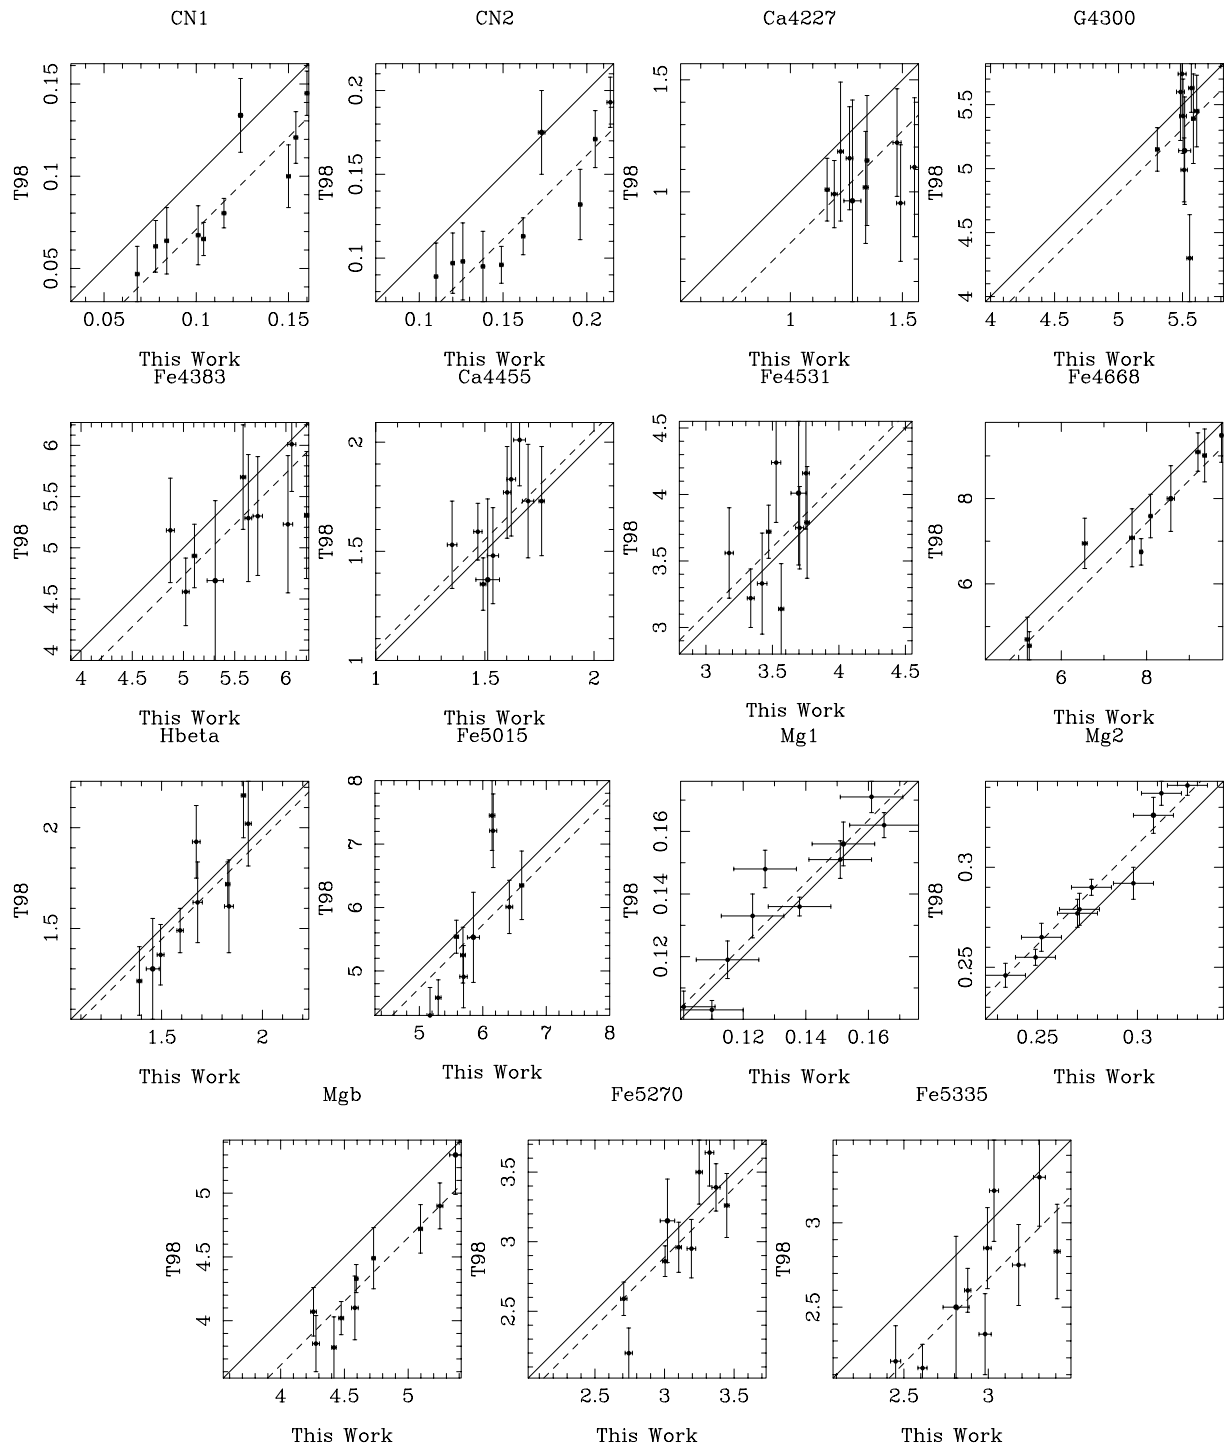 CN1 CN2 Ca4227 G4300
T98 0.05 0.1 0.15
0.05 0.1 0.15
This Work
T98 0.1 0.15 0.2
0.1 0.15 0.2
This Work
T98 1 1.5
1 1.5
This Work
T98 4 4.5 5 5.5
4 4.5 5 5.5
This Work
Fe4383 Ca4455 Fe4531 Fe4668
T98 4 4.5 5 5.5 6
4 4.5 5 5.5 6
This Work
T98 1 1.5 2
1 1.5 2
This Work
T98 3 3.5 4 4.5
3 3.5 4 4.5
This Work
T98 6 8
6 8
This Work
Hbeta Fe5015 Mg1 Mg2
T98 1.5 2
1.5 2
This Work
T98 5 6 7 8
5 6 7 8
This Work
T98 0.12 0.14 0.16
0.12 0.14 0.16
This Work
T98 0.25 0.3
0.25 0.3
This Work
Mgb Fe5270 Fe5335
T98 4 4.5 5
4 4.5 5
This Work
T98 2.5 3 3.5
2.5 3 3.5
This Work
T98 2.5 3
2.5 3
This Work